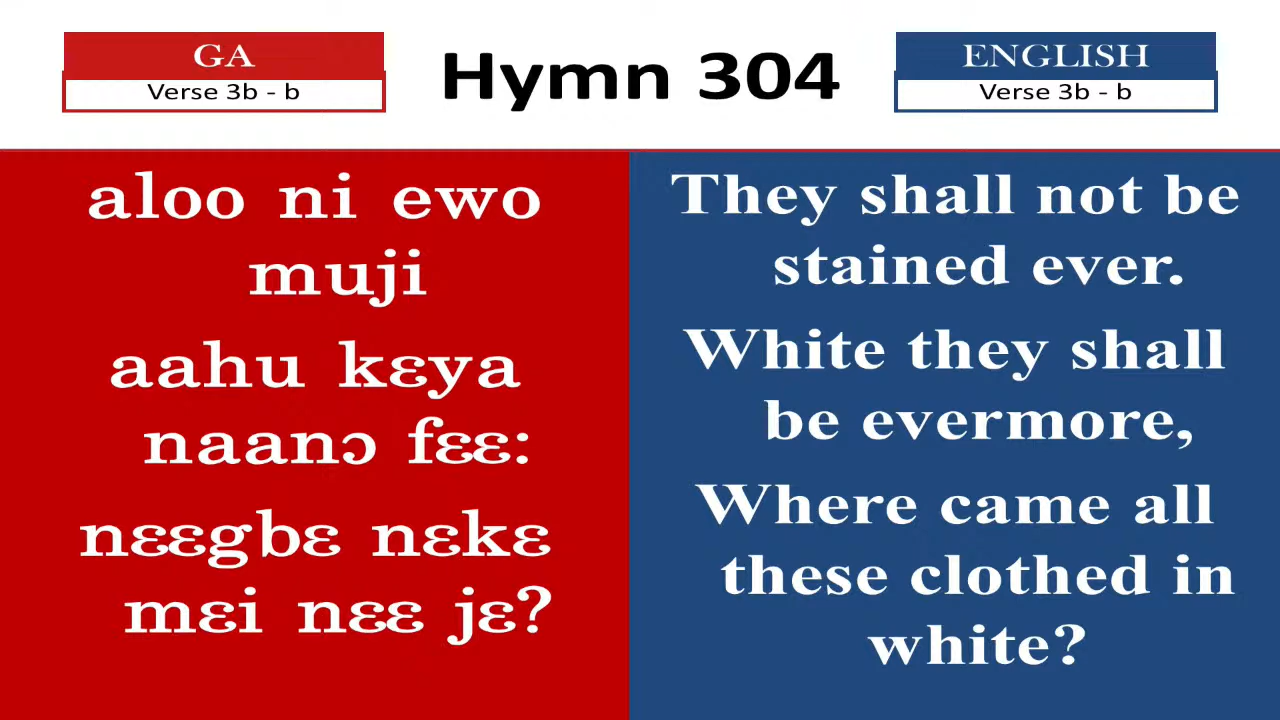 GA
Verse 3b - b
Hymn 304
ENGLISH
Verse 3b - b
aloo ni ewo
muji
aahu kɛya
naanɔ fɛɛ:
nɛɛgbɛ nɛkɛ
mɛi nɛɛ jɛ?
They shall not be
stained ever.
White they shall
be evermore,
Where came all
these clothed in
white?